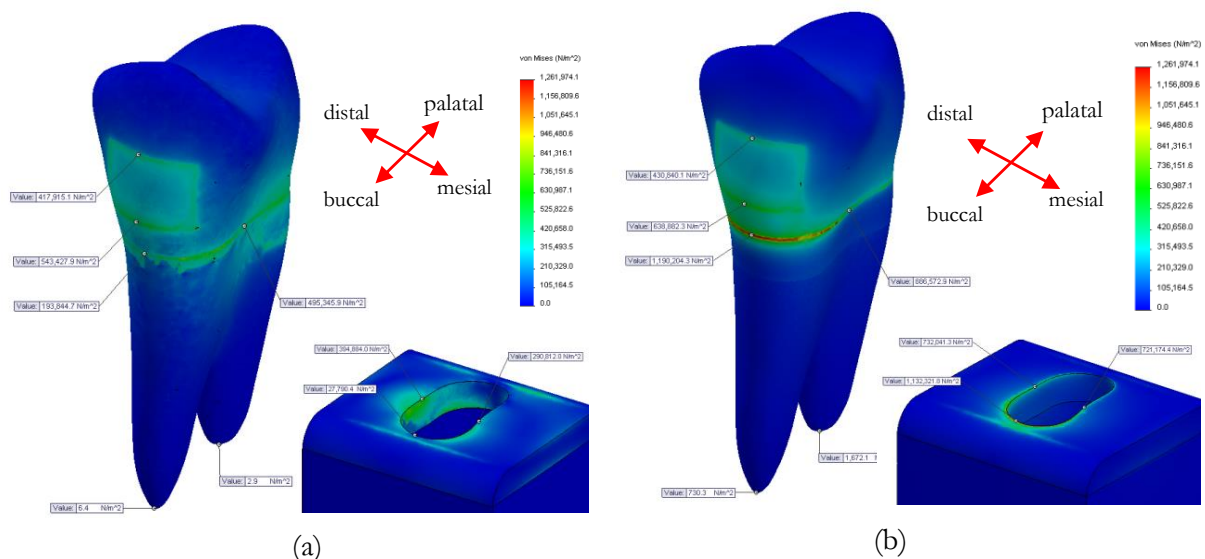 von Mises (N/m^2)
1,261,974.1
1,156,809.6
1,051,645.1
946,480.6
841,316.1
736,151.6
630,987.1
525,822.6
420,658.0
315,493.5
210,329.0
105,164.5
0.0
distal
palatal
buccal
mesial
Value: 417,915.1 N/m^2
Value: 543,427.9 N/m^2
Value: 193,844.7 N/m^2
Value: 495,345.9 N/m^2
Value: 394,884.0 N/m^2
Value: 290,812.0 N/m^2
Value: 27,790.4 N/m^2
Value: 2.9 N/m^2
Value: 6.4 N/m^2
(a)
von Mises (N/m^2)
1,261,974.1
1,156,809.6
1,051,645.1
946,480.6
841,316.1
736,151.6
630,987.1
525,822.6
420,658.0
315,493.5
210,329.0
105,164.5
0.0
distal
palatal
buccal
mesial
Value: 430,840.1 N/m^2
Value: 638,882.3 N/m^2
Value: 1,190,204.3 N/m^2
Value: 886,572.9 N/m^2
Value: 732,041.3 N/m^2
Value: 721,174.4 N/m^2
Value: 1,132,321.8 N/m^2
Value: 1,672.1
Value: 730.3 N/m^2
(b)